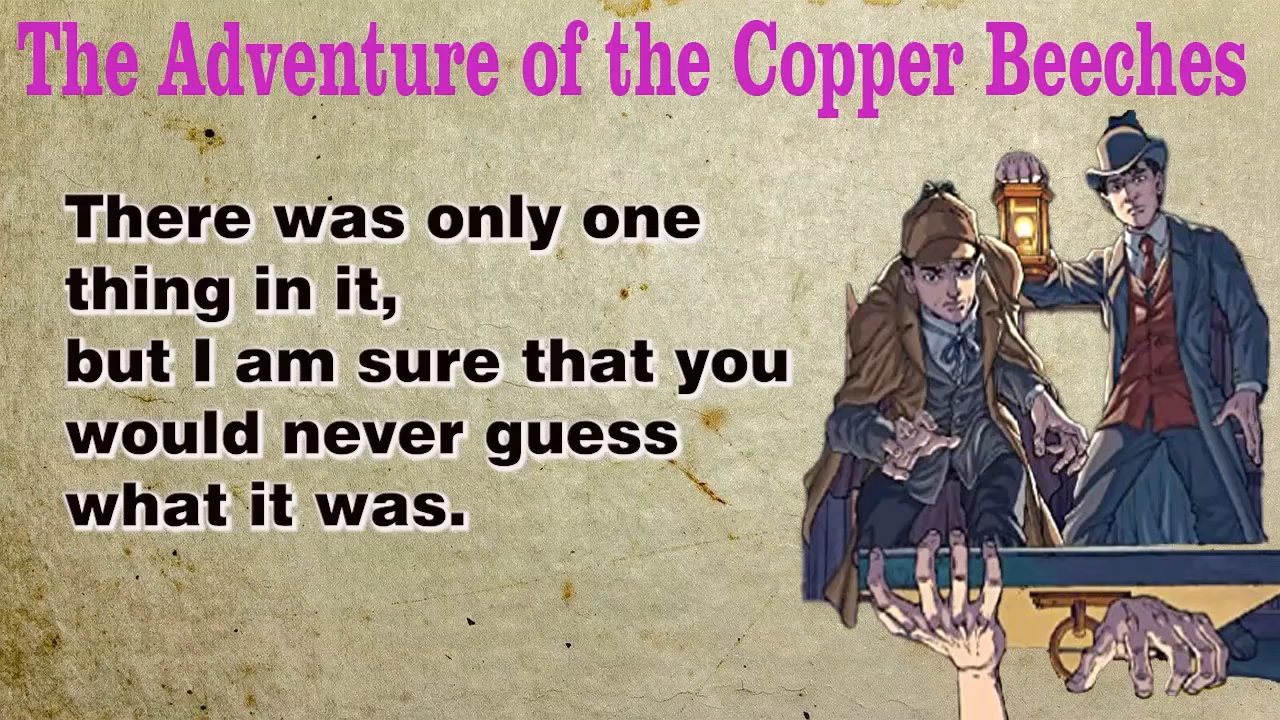 The Adventure of the Copper Beeches
There was only one
thing in it,
but I am sure that you
would never guess
what it was.